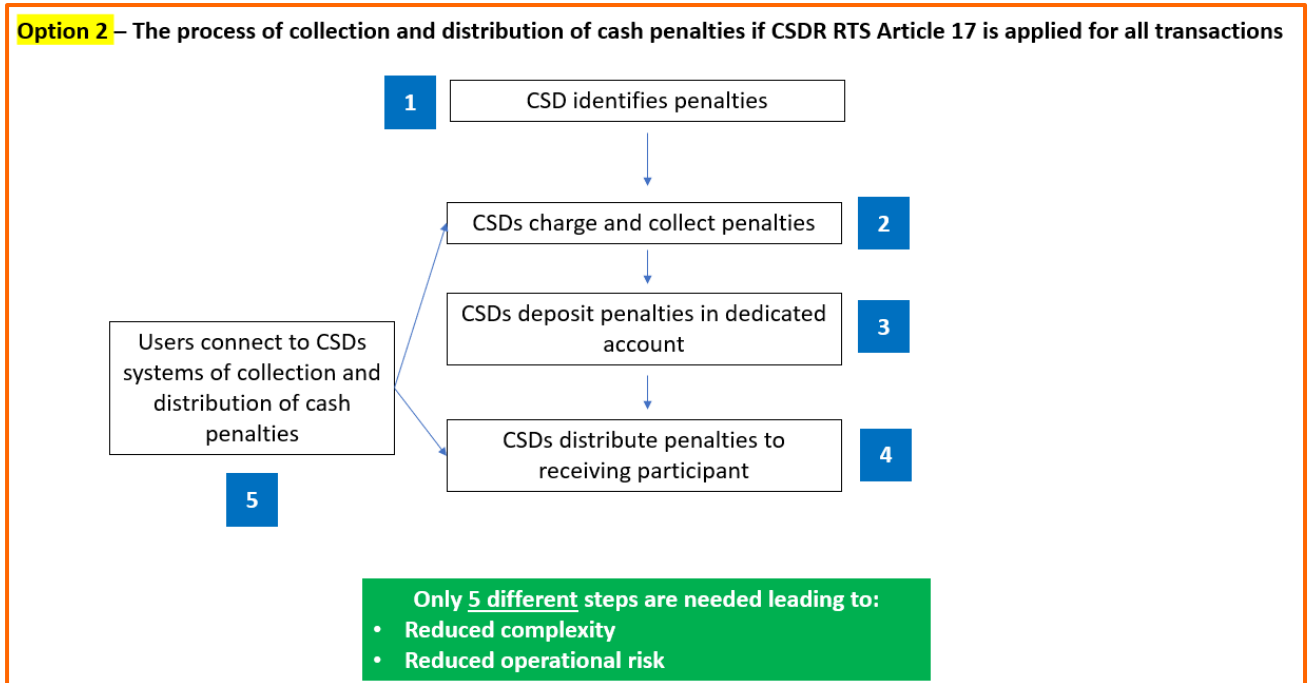 Option 2 – The process of collection and distribution of cash penalties if CSDR RTS Article 17 is applied for all transactions
1
CSD identifies penalties
CSDs charge and collect penalties
2
CSDs deposit penalties in dedicated
account
3
Users connect to CSDs
systems of collection and
distribution of cash
penalties
CSDs distribute penalties to
receiving participant
4
5
Only 5 different steps are needed leading to:
• Reduced complexity
• Reduced operational risk